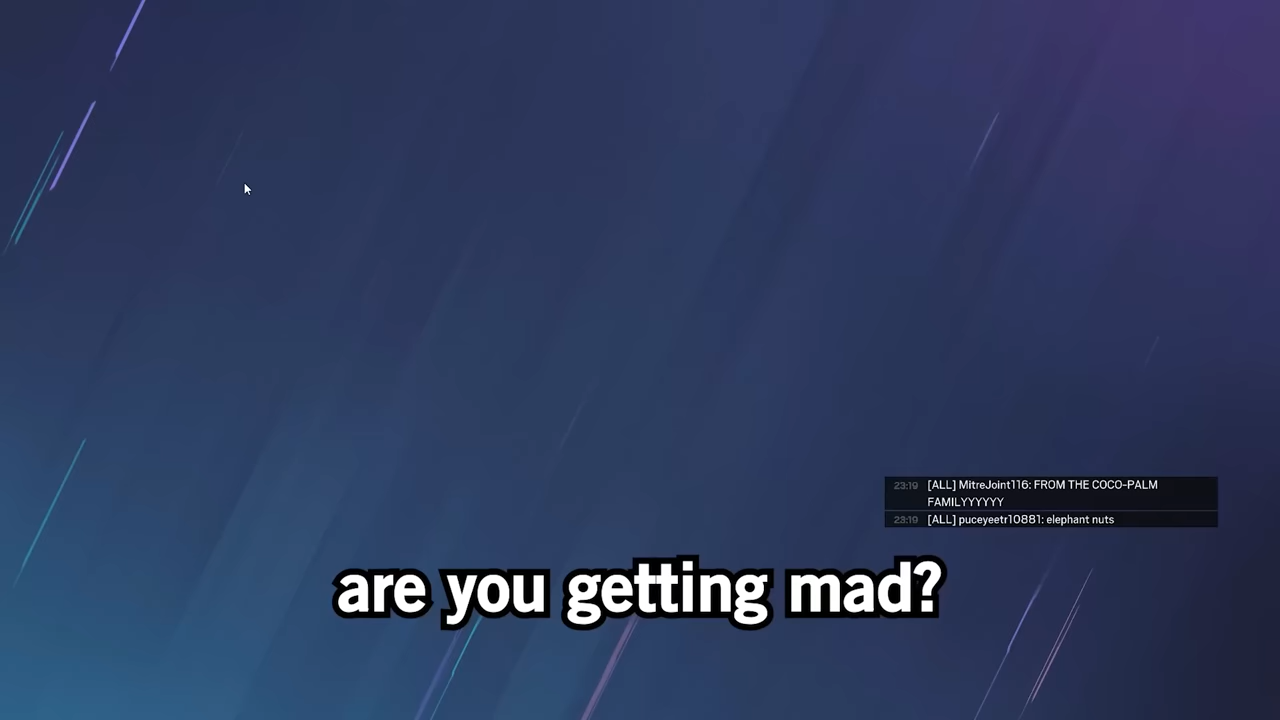 23:19 [ALL] MitreJoint116: FROM THE COCO-PALM
FAMILYYYYYY
23:19 [ALL] puceyeetr10881: elephant nuts
are you getting mad?